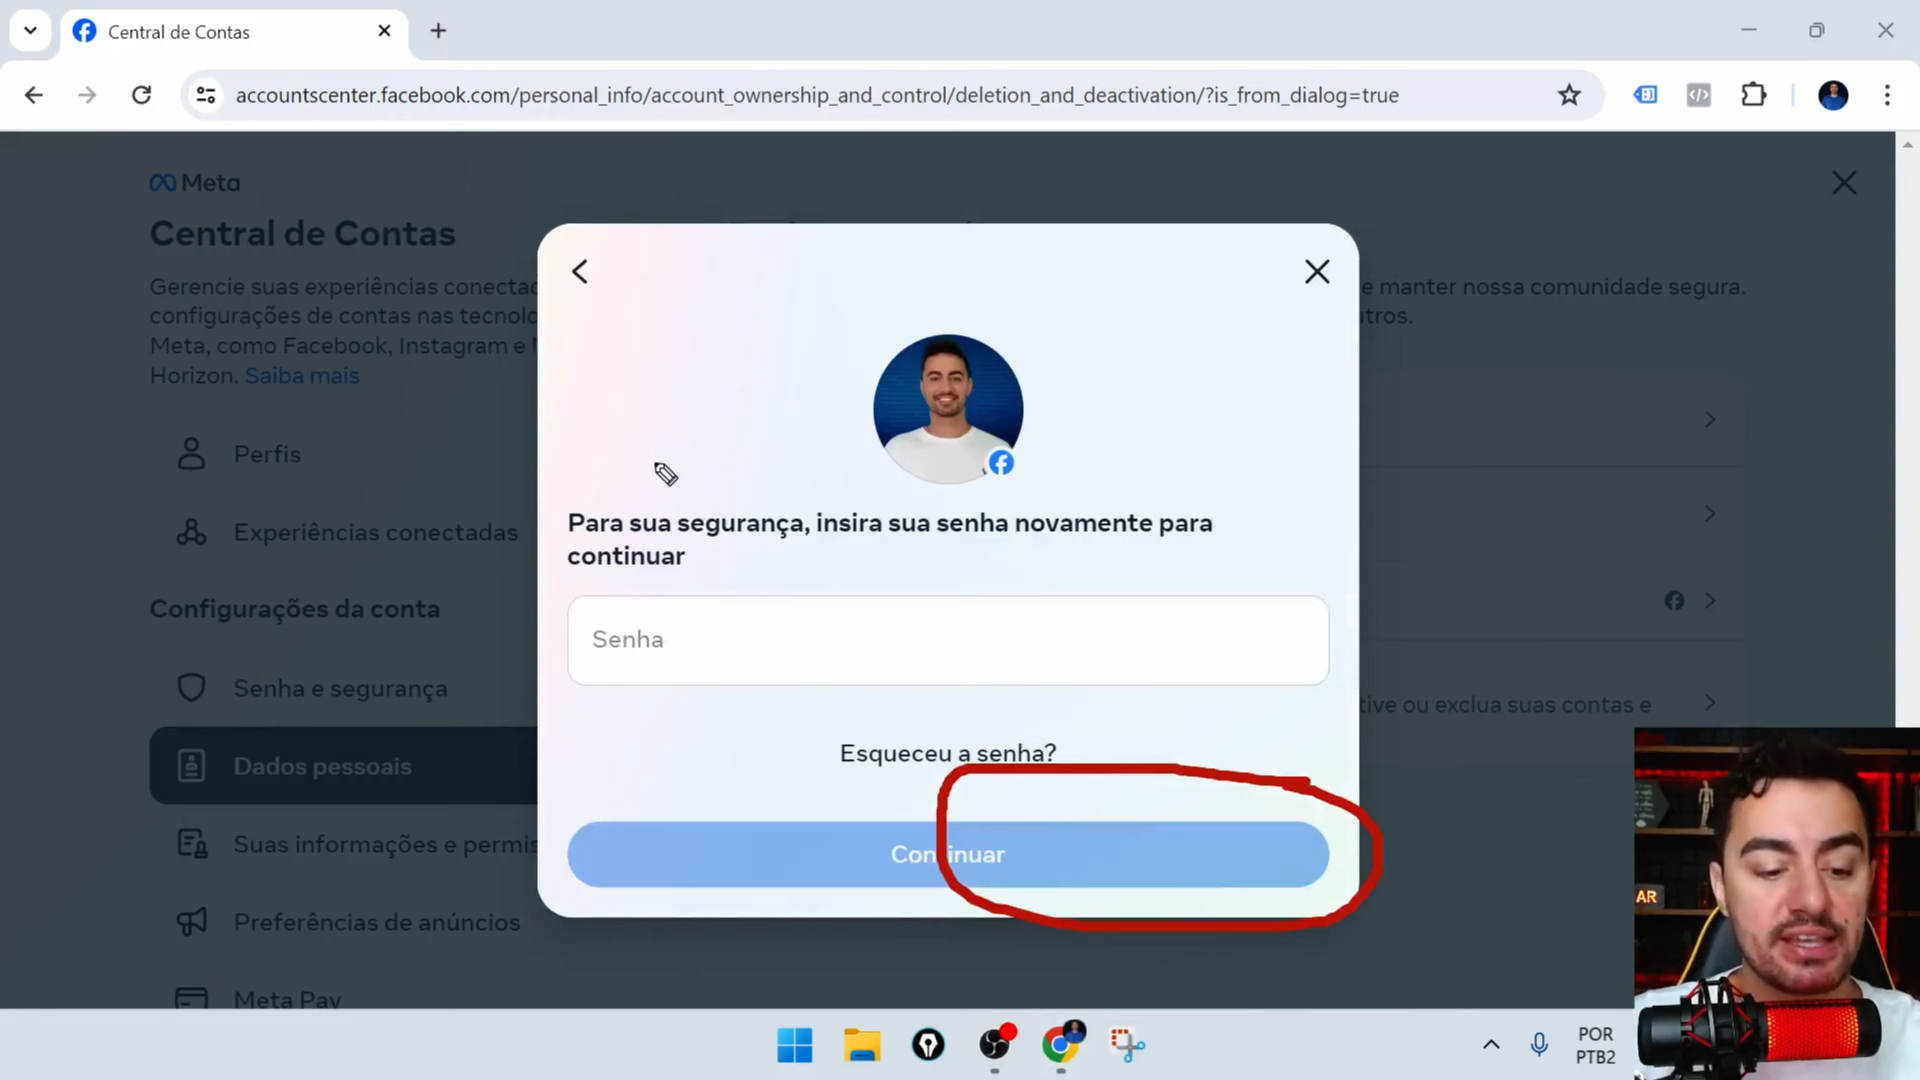 Central de Contas
accountscenter.facebook.com/personal_info/account_ownership_and_control/deletion_and_deactivation/?is_from_dialog=true
Meta
Central de Contas
Gerencie suas experiências conectad
configurações de contas nas tecnolo
Meta, como Facebook, Instagram e
Horizon. Saiba mais
e manter nossa comunidade segura.
tros.
Perfis
Experiências conectadas
Configurações da conta
Senha e segurança
Dados pessoais
Suas informações e permis
Preferências de anúncios
Meta Pay
Para sua segurança, insira sua senha novamente para
continuar
Senha
Esqueceu a senha?
Continuar
tive ou exclua suas contas e
AR
POR
PTB2